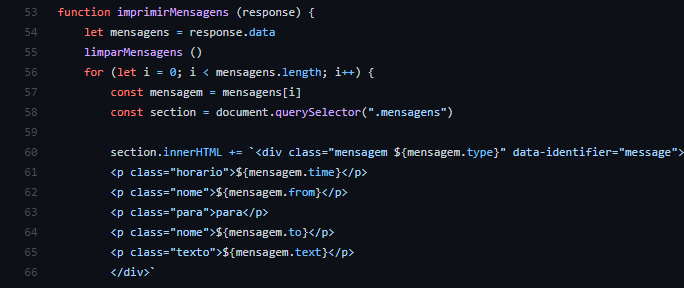 53 function imprimirMensagens (response) {
54 let mensagens = response.data
55 limparMensagens ()
56 for (let i = 0; i < mensagens.length; i++) {
57 const mensagem = mensagens[i]
58 const section = document.querySelector(".mensagens")
59
60 section.innerHTML += `<div class="mensagem ${mensagem.type}" data-identifier="message">
61 <p class="horario">${mensagem.time}</p>
62 <p class="nome">${mensagem.from}</p>
63 <p class="para">para</p>
64 <p class="nome">${mensagem.to}</p>
65 <p class="texto">${mensagem.text}</p>
66 </div>`